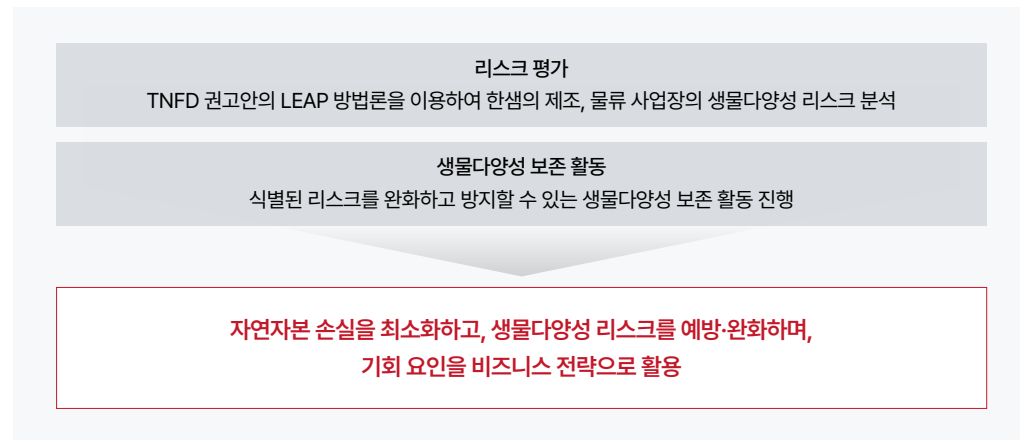 리스크 평가
TNFD 권고안의 LEAP 방법론을 이용하여 한샘의 제조, 물류 사업장의 생물다양성 리스크 분석
생물다양성 보존 활동
식별된 리스크를 완화하고 방지할 수 있는 생물다양성 보존 활동 진행
자연자본 손실을 최소화하고, 생물다양성 리스크를 예방·완화하며,
기회 요인을 비즈니스 전략으로 활용